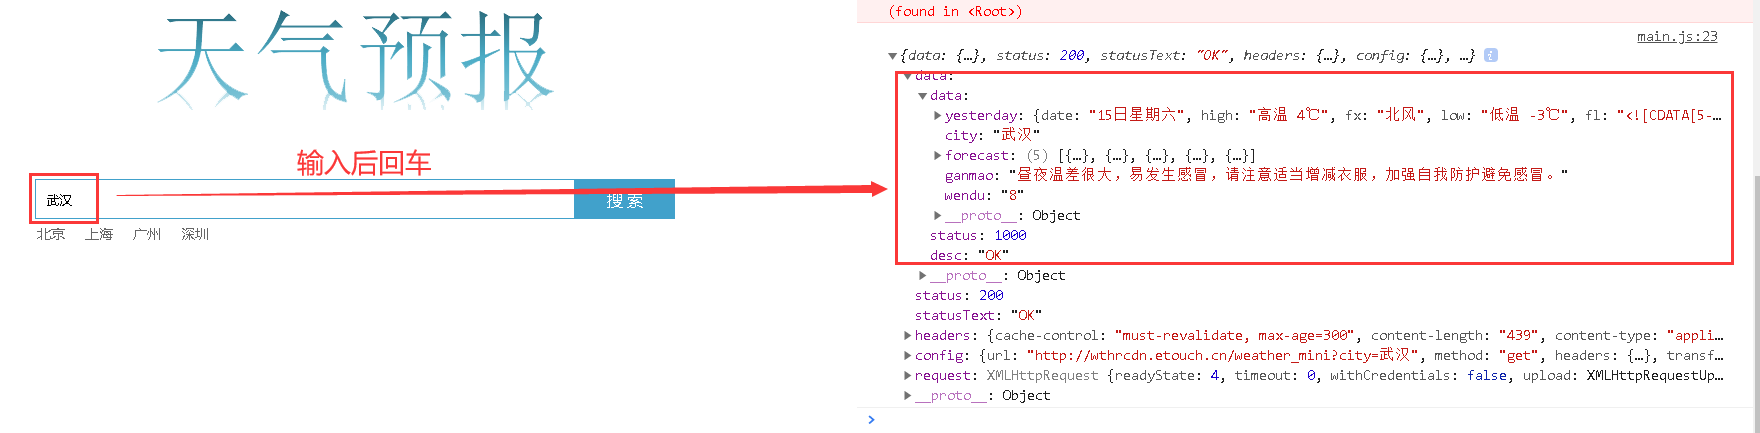 天气预报
输入后回车
武汉
搜索
北京 上海 广州 深圳
(found in <Root>)
main.js:23
{data: {…}, status: 200, statusText: "OK", headers: {…}, config: {…}, …}
data:
data:
yesterday: {date: "15日星期六", high: "高温 4℃", fx: "北风", low: "低温 -3℃", fl: "<![CDATA[5-…
city: "武汉"
forecast: (5) [{…}, {…}, {…}, {…}, {…}]
ganmao: "昼夜温差很大，易发生感冒，请注意适当增减衣服，加强自我防护避免感冒。"
wendu: "8"
__proto__: Object
status: 1000
desc: "OK"
__proto__: Object
status: 200
statusText: "OK"
headers: {cache-control: "must-revalidate, max-age=300", content-length: "439", content-type: "appli…
config: {url: "http://wthrcdn.etouch.cn/weather_mini?city=武汉", method: "get", headers: {…}, transf…
request: XMLHttpRequest {readyState: 4, timeout: 0, withCredentials: false, upload: XMLHttpRequestUp…
__proto__: Object